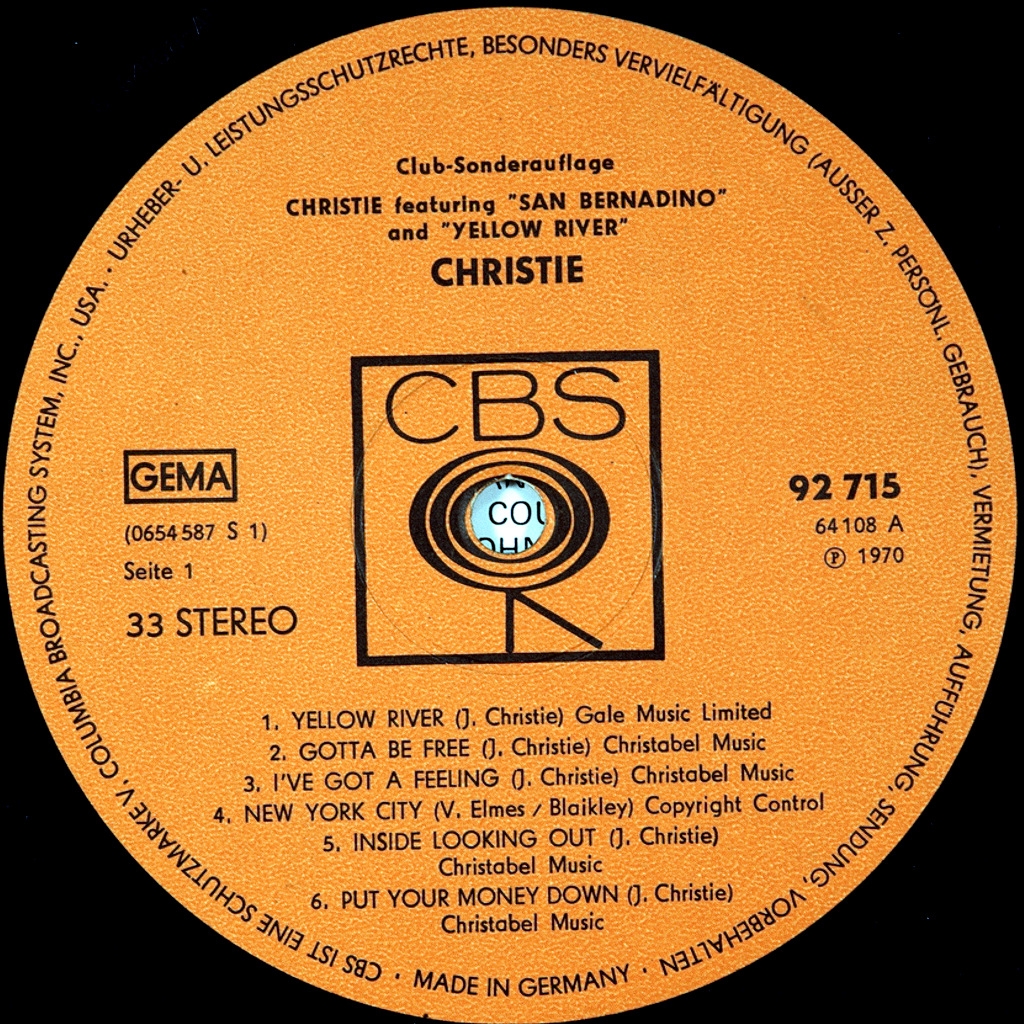 URHEBER- U. LEISTUNGSSCHUTZRECHTE, BESONDERS VERVIELFÄLTIGUNG (AUSSER Z. PERSÖNL. GEBRAUCH), VERMIETUNG, AUFFÜHRUNG, SENDUNG, VORBEHALTEN
Club-Sonderauflage
CHRISTIE featuring "SAN BERNADINO"
and "YELLOW RIVER"
CHRISTIE
CBS
GEMA
(0654 587 S 1)
Seite 1
33 STEREO
COU
OHN
92 715
64 108 A
Ⓟ 1970
1. YELLOW RIVER (J. Christie) Gale Music Limited
2. GOTTA BE FREE (J. Christie) Christabel Music
3. I'VE GOT A FEELING (J. Christie) Christabel Music
4. NEW YORK CITY (V. Elmes / Blaikley) Copyright Control
5. INSIDE LOOKING OUT (J. Christie)
Christabel Music
6. PUT YOUR MONEY DOWN (J. Christie)
Christabel Music
· MADE IN GERMANY ·
CBS IST EINE SCHUTZMARKE V. COLUMBIA BROADCASTING SYSTEM, INC., USA. ·